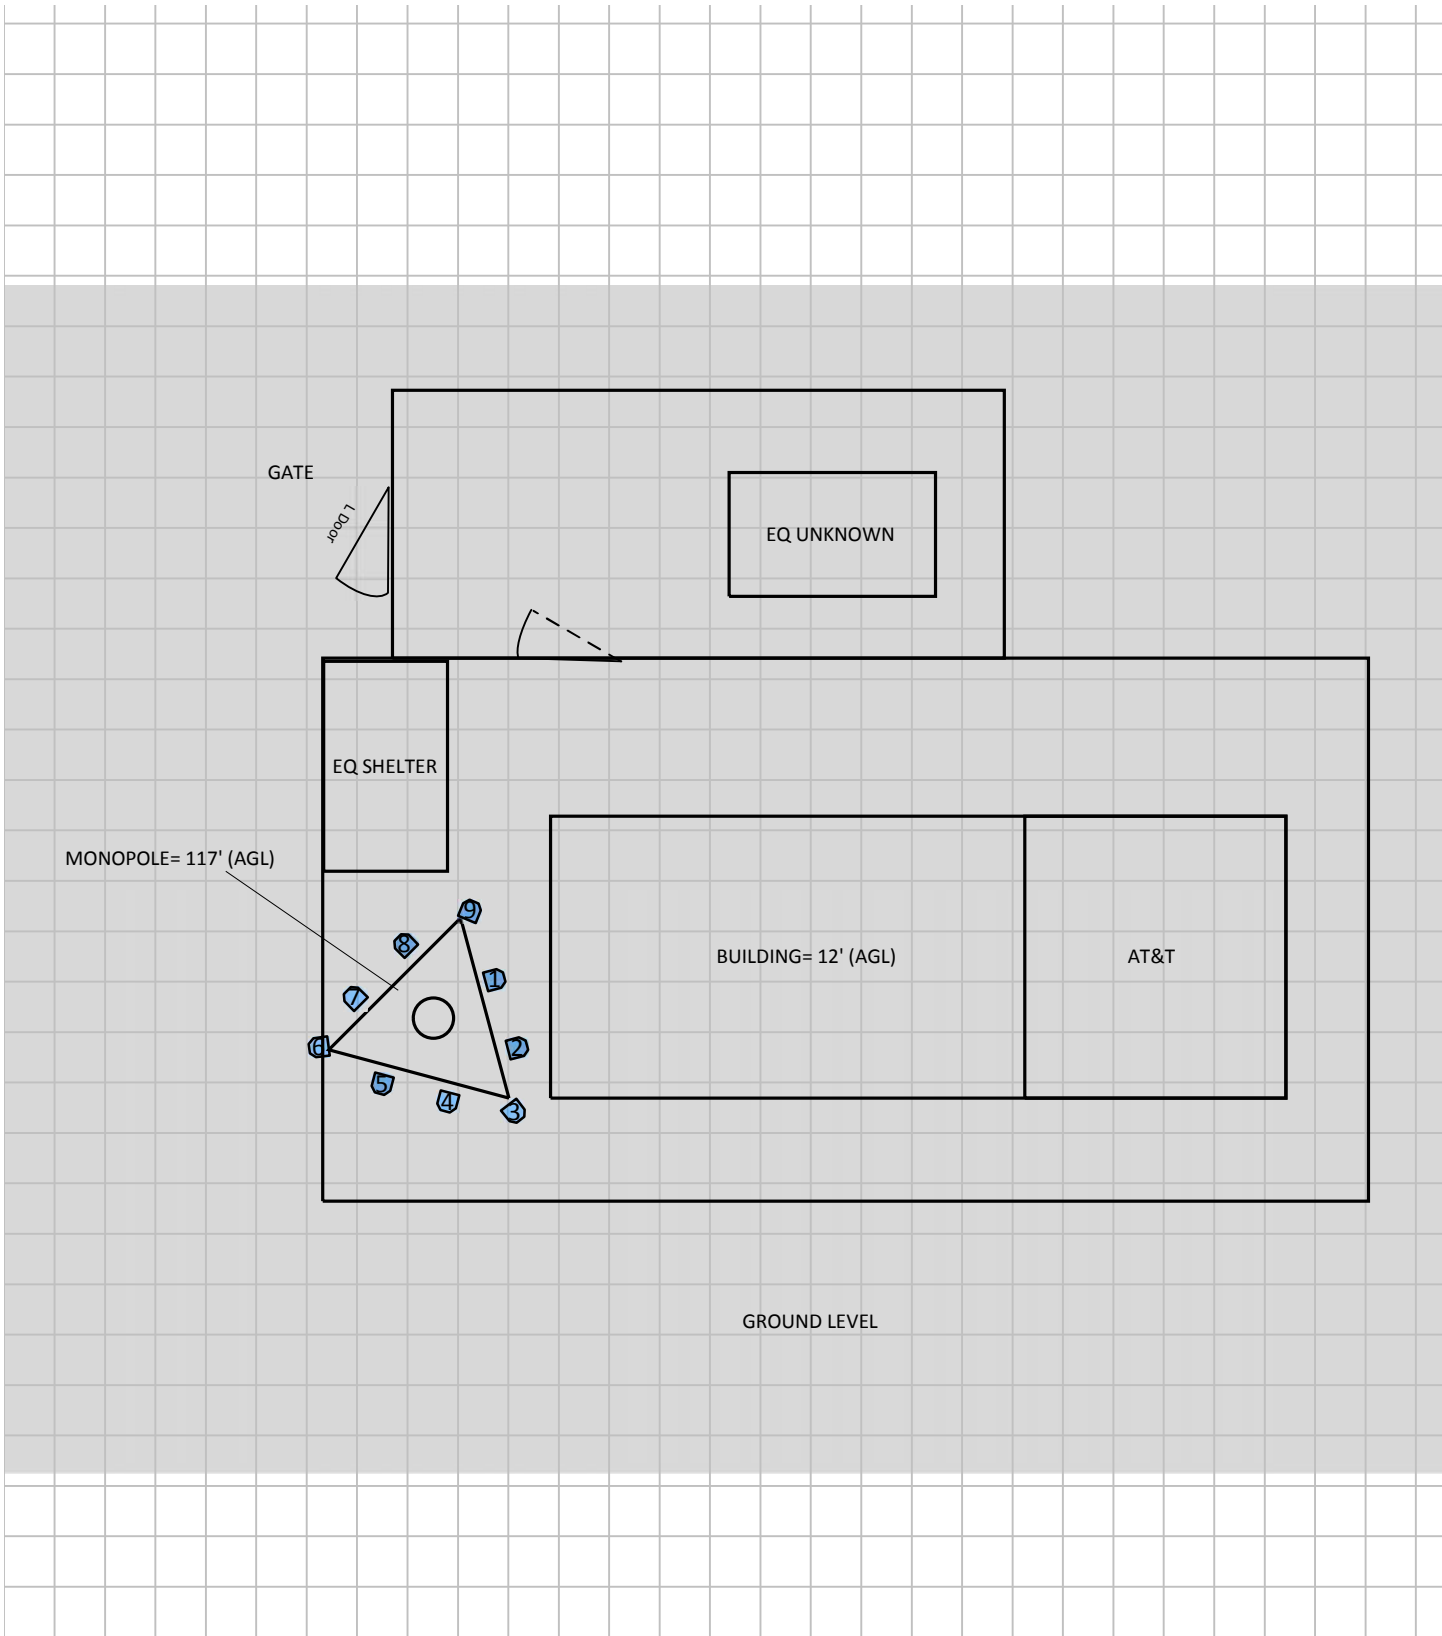 GATE
L Door
EQ UNKNOWN
EQ SHELTER
MONOPOLE= 117' (AGL)
9
8
1
BUILDING= 12' (AGL)
AT&T
7
6
2
5
4
3
GROUND LEVEL